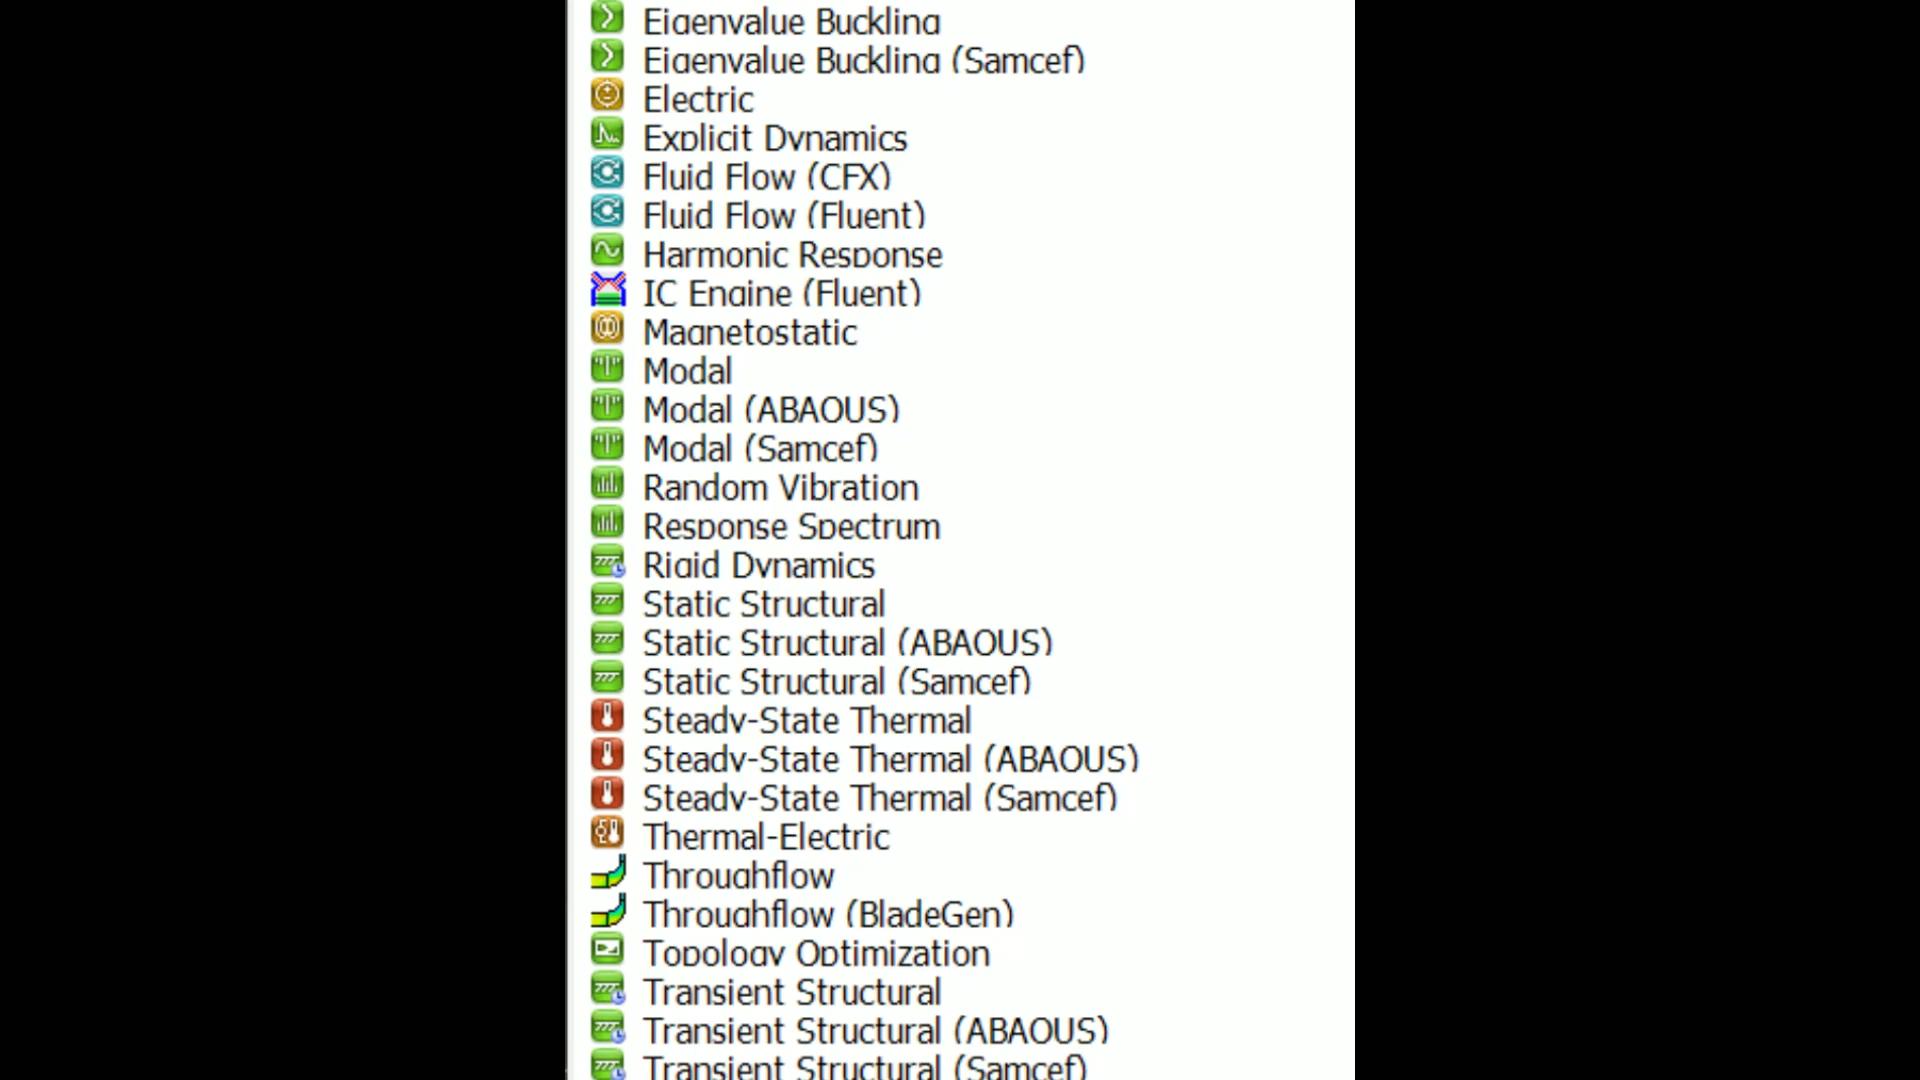 Eigenvalue Buckling
Eigenvalue Buckling (Samcef)
Electric
Explicit Dynamics
Fluid Flow (CFX)
Fluid Flow (Fluent)
Harmonic Response
IC Engine (Fluent)
Magnetostatic
Modal
Modal (ABAQUS)
Modal (Samcef)
Random Vibration
Response Spectrum
Rigid Dynamics
Static Structural
Static Structural (ABAQUS)
Static Structural (Samcef)
Steady-State Thermal
Steady-State Thermal (ABAQUS)
Steady-State Thermal (Samcef)
Thermal-Electric
Throughflow
Throughflow (BladeGen)
Topology Optimization
Transient Structural
Transient Structural (ABAQUS)
Transient Structural (Samcef)